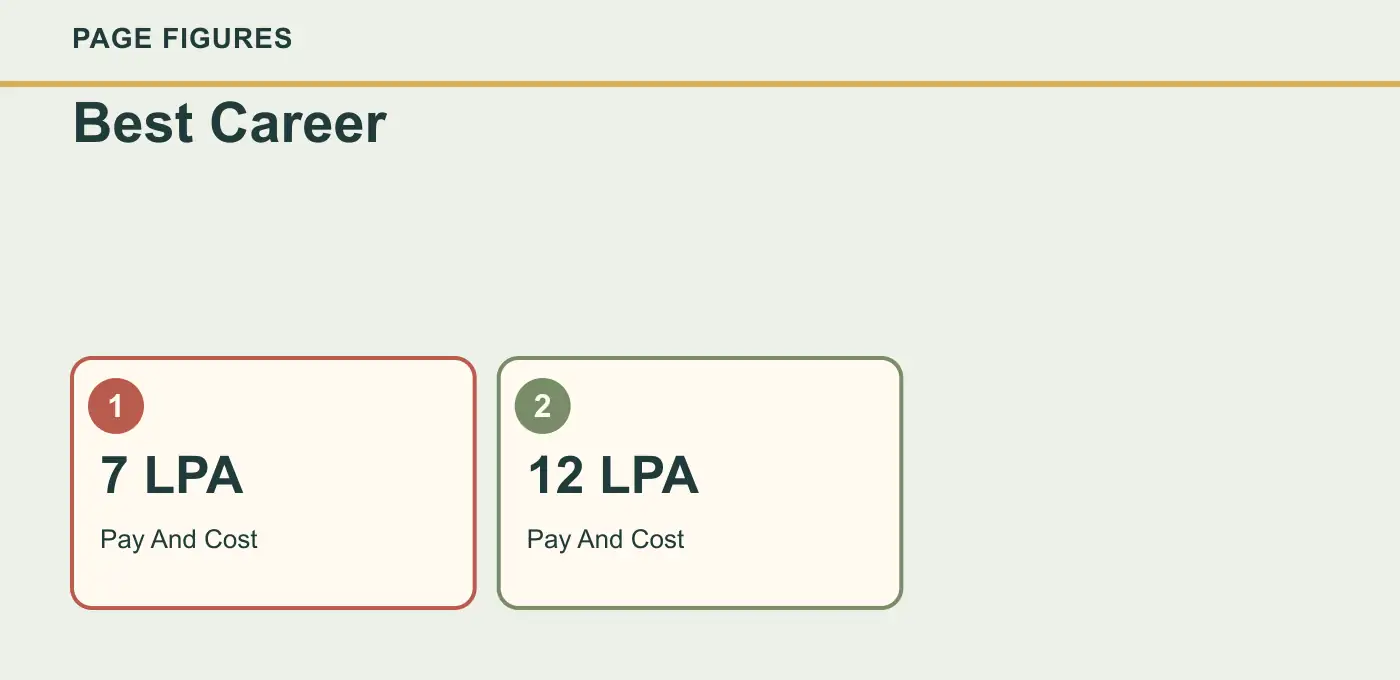 PAGE FIGURES
Best Career
1
7 LPA
Pay And Cost
2
12 LPA
Pay And Cost